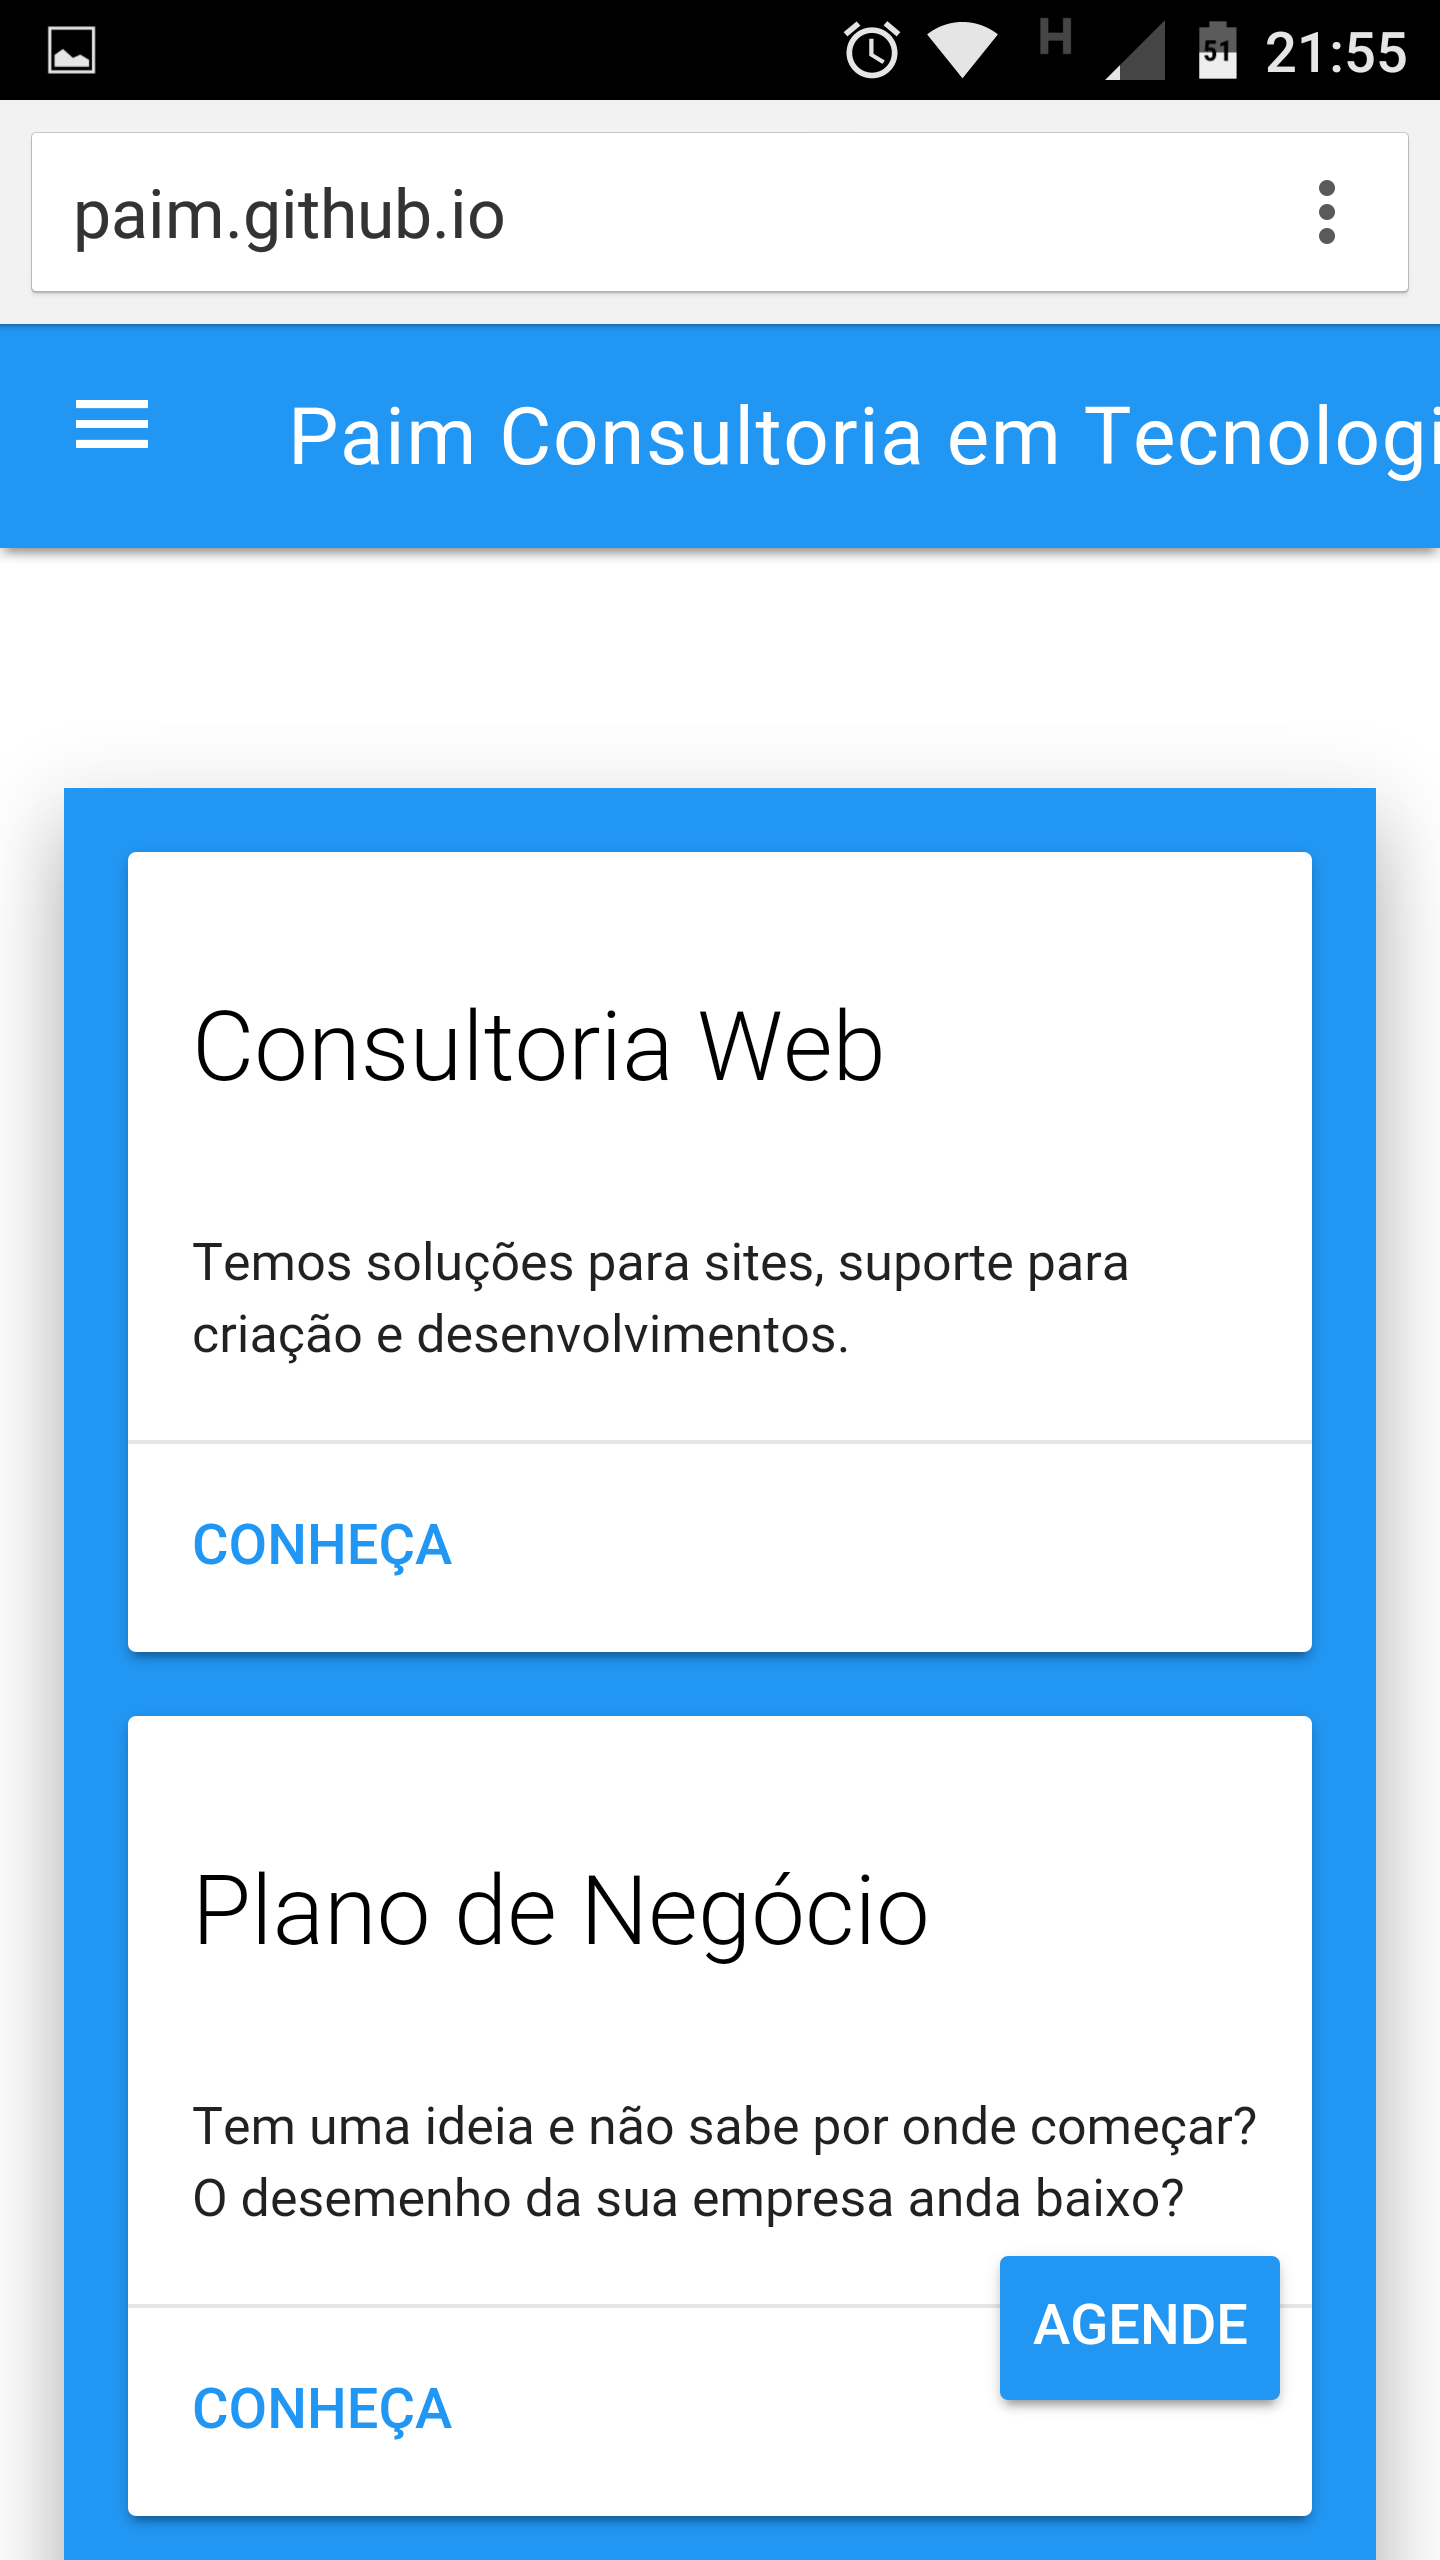 H 51 21:55
paim.github.io
Paim Consultoria em Tecnologi
Consultoria Web
Temos soluções para sites, suporte para
criação e desenvolvimentos.
CONHEÇA
Plano de Negócio
Tem uma ideia e não sabe por onde começar?
O desemenho da sua empresa anda baixo?
AGENDE
CONHEÇA